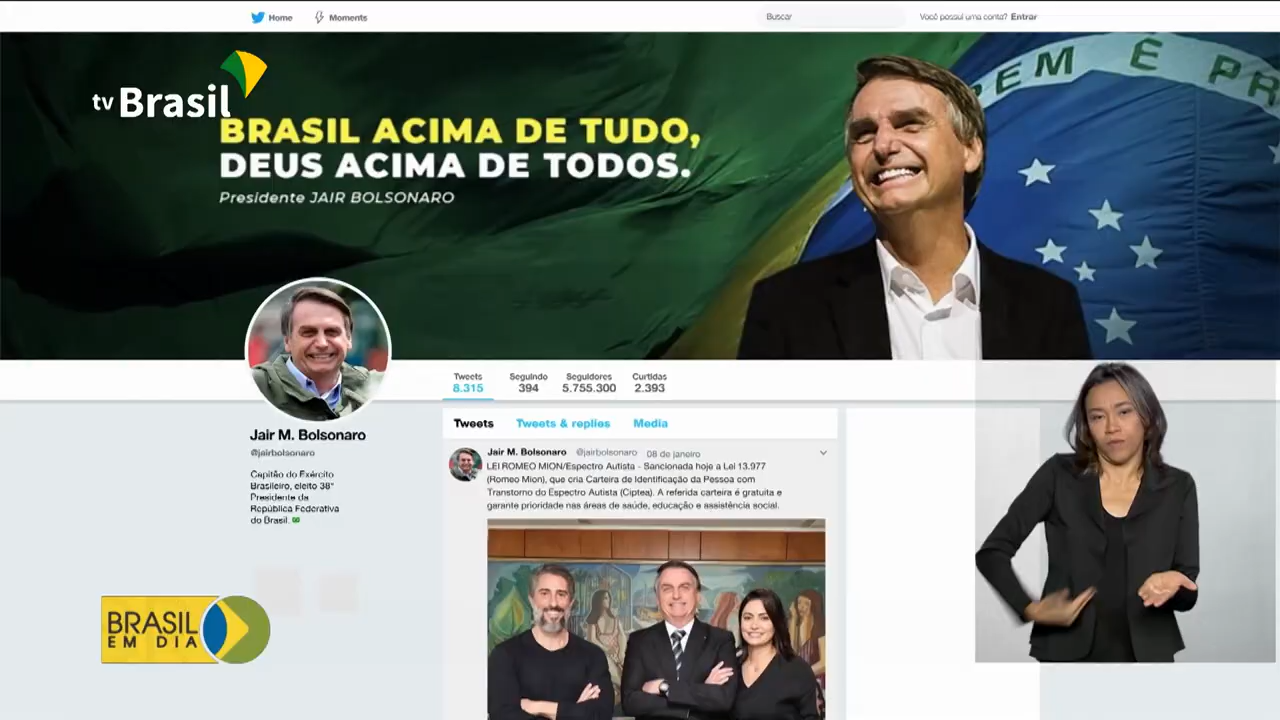 Home
Moments
Buscar
Você possui uma conta? Entrar
tv Brasil
EM É PR
BRASIL ACIMA DE TUDO,
DEUS ACIMA DE TODOS.
Presidente JAIR BOLSONARO
Tweets
Seguindo
Seguidores
Curtidas
8.315
394
5.755.300
2.393
Jair M. Bolsonaro
@jairbolsonaro
Capitão do Exército
Brasileiro, eleito 38°
Presidente da
República Federativa
do Brasil.
Tweets
Tweets & replies
Media
Jair M. Bolsonaro @jairbolsonaro 08 de janeiro
LEI ROMEO MION/Espectro Autista - Sancionada hoje a Lei 13.977
(Romeo Mion), que cria Carteira de Identificação da Pessoa com
Transtorno do Espectro Autista (Ciptea). A referida carteira é gratuita e
garante prioridade nas áreas de saúde, educação e assistência social.
BRASIL
EM DIA